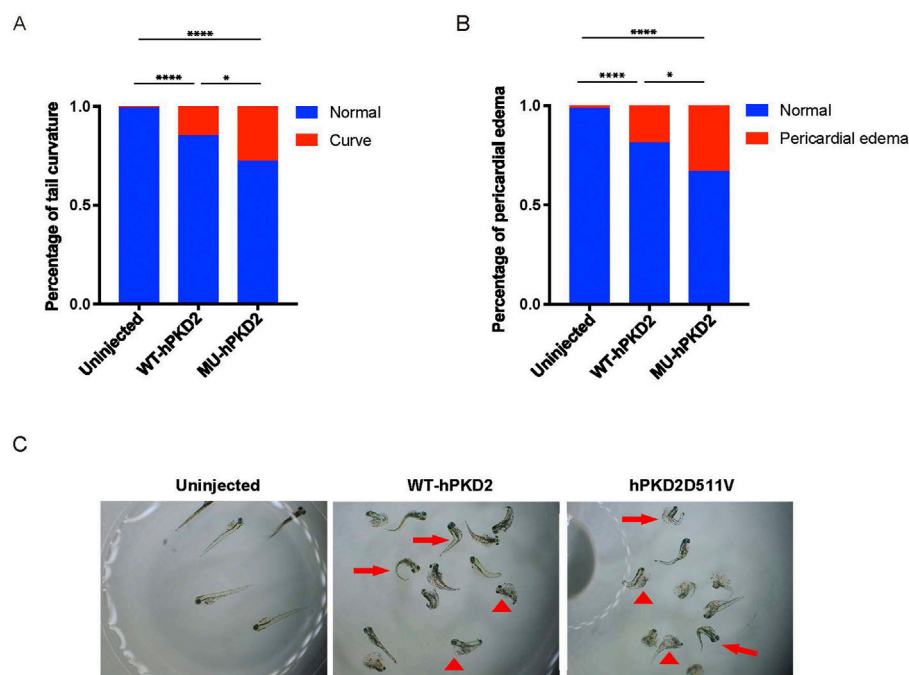 A
****
****
*
Percentage of tail curvature
1.0
0.5
0.0
Uninjected
WT-hPKD2
MU-hPKD2
Normal
Curve
B
****
****
*
Percentage of pericardial edema
1.0
0.5
0.0
Uninjected
WT-hPKD2
MU-hPKD2
Normal
Pericardial edema
C
Uninjected
WT-hPKD2
hPKD2D511V